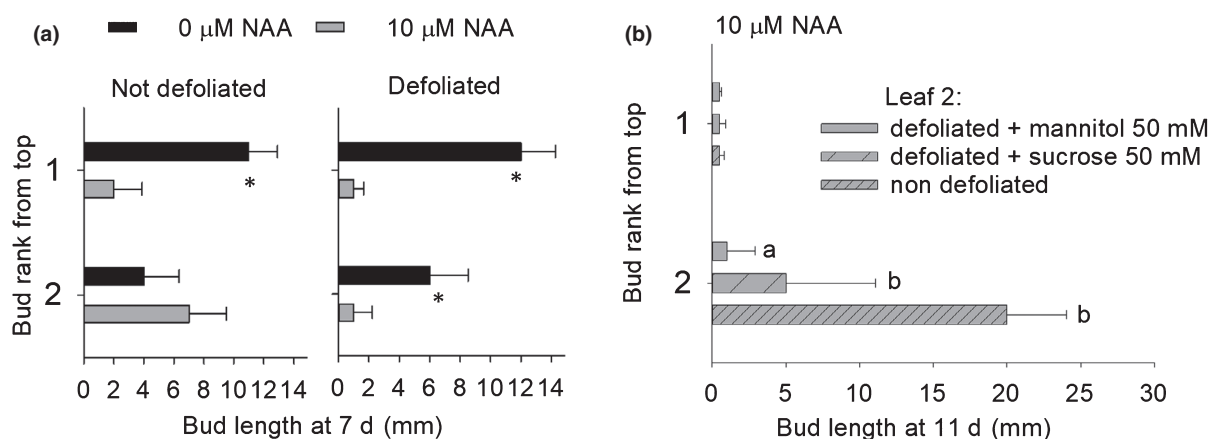 (a)
0 μM NAA
10 μM NAA
Not defoliated
Defoliated
Bud rank from top
1
2
*
*
*
0 2 4 6 8 10 12 14
0 2 4 6 8 10 12 14
Bud length at 7 d (mm)
(b)
10 μM NAA
Leaf 2:
defoliated + mannitol 50 mM
defoliated + sucrose 50 mM
non defoliated
Bud rank from top
1
2
a
b
b
0 5 10 15 20 25 30
Bud length at 11 d (mm)